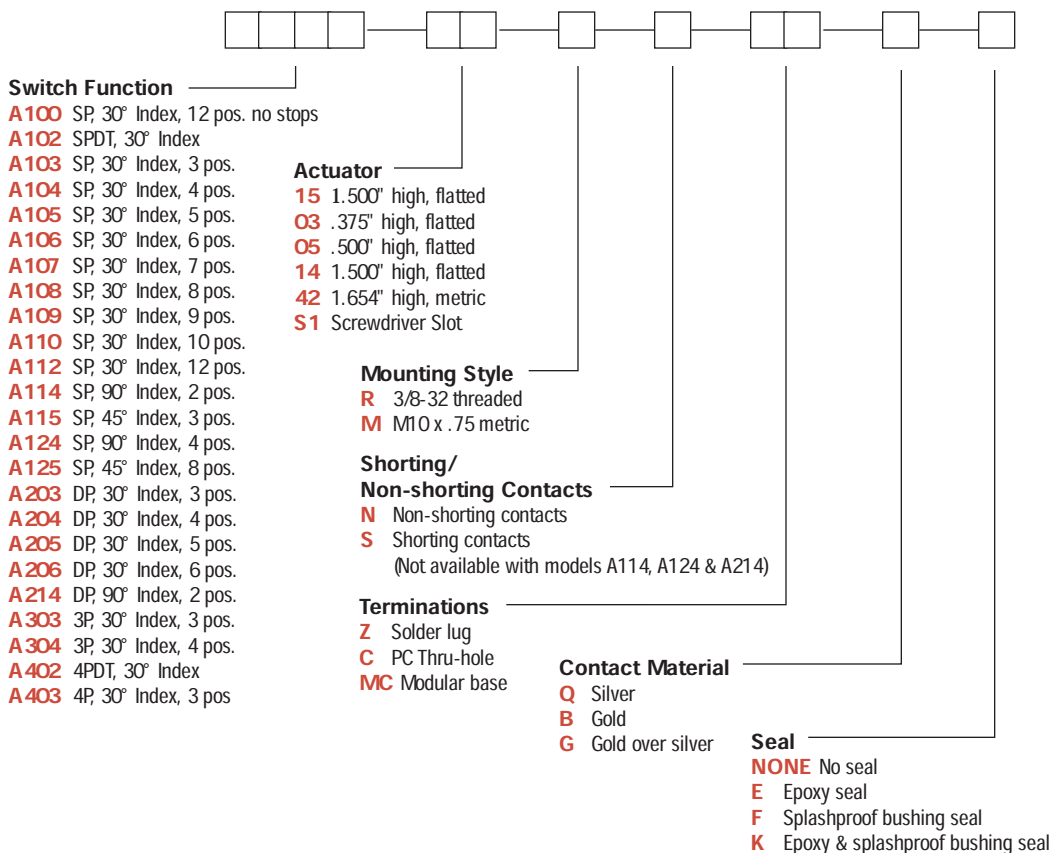 Switch Function
A100 SP, 30° Index, 12 pos. no stops
A102 SPDT, 30° Index
A103 SP, 30° Index, 3 pos.
A104 SP, 30° Index, 4 pos.
A105 SP, 30° Index, 5 pos.
A106 SP, 30° Index, 6 pos.
A107 SP, 30° Index, 7 pos.
A108 SP, 30° Index, 8 pos.
A109 SP, 30° Index, 9 pos.
A110 SP, 30° Index, 10 pos.
A112 SP, 30° Index, 12 pos.
A114 SP, 90° Index, 2 pos.
A115 SP, 45° Index, 3 pos.
A124 SP, 90° Index, 4 pos.
A125 SP, 45° Index, 8 pos.
A203 DP, 30° Index, 3 pos.
A204 DP, 30° Index, 4 pos.
A205 DP, 30° Index, 5 pos.
A206 DP, 30° Index, 6 pos.
A214 DP, 90° Index, 2 pos.
A303 3P, 30° Index, 3 pos.
A304 3P, 30° Index, 4 pos.
A402 4PDT, 30° Index
A403 4P, 30° Index, 3 pos
Actuator
15 1.500" high, flatted
03 .375" high, flatted
05 .500" high, flatted
14 1.500" high, flatted
42 1.654" high, metric
S1 Screwdriver Slot
Mounting Style
R 3/8-32 threaded
M M10 x .75 metric
Shorting/
Non-shorting Contacts
N Non-shorting contacts
S Shorting contacts
(Not available with models A114, A124 & A214)
Terminations
Z Solder lug
C PC Thru-hole
MC Modular base
Contact Material
Q Silver
B Gold
G Gold over silver
Seal
NONE No seal
E Epoxy seal
F Splashproof bushing seal
K Epoxy & splashproof bushing seal